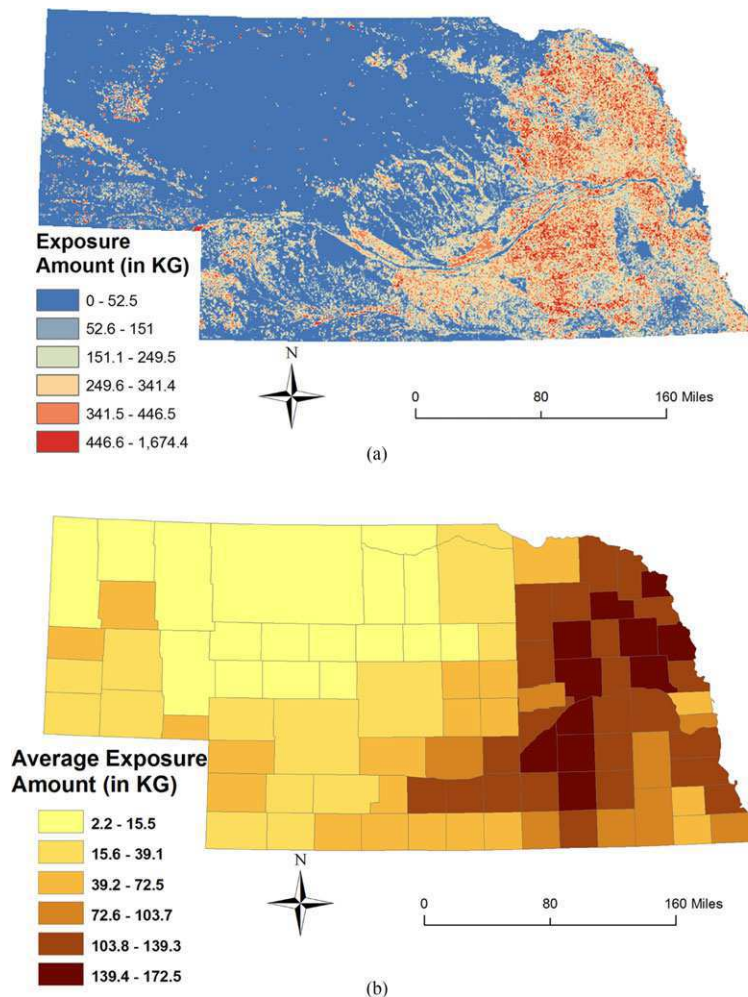 Exposure
Amount (in KG)
0 - 52.5
52.6 - 151
151.1 - 249.5
249.6 - 341.4
341.5 - 446.5
446.6 - 1,674.4
N
0 80 160 Miles
(a)
Average Exposure
Amount (in KG)
2.2 - 15.5
15.6 - 39.1
39.2 - 72.5
72.6 - 103.7
103.8 - 139.3
139.4 - 172.5
N
0 80 160 Miles
(b)